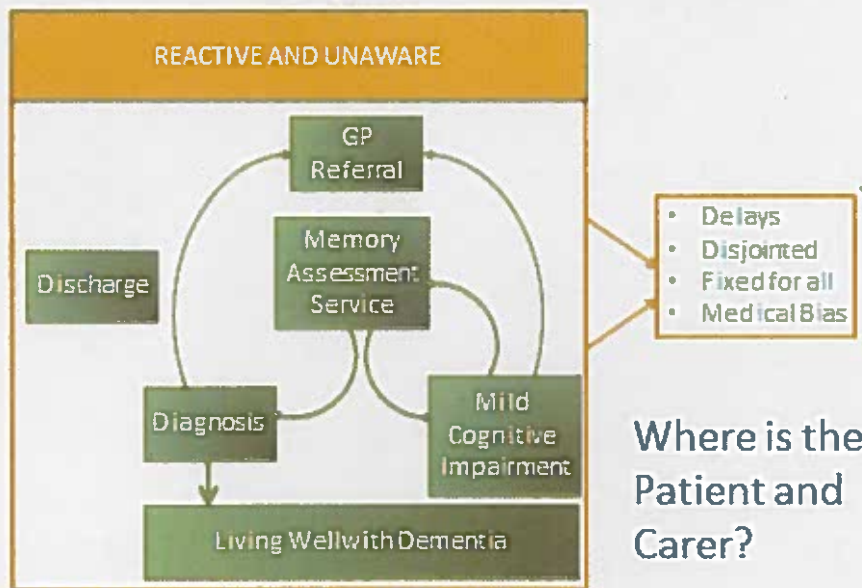 REACTIVE AND UNAWARE
GP
Referral
Memory
Assessment
Service
Discharge
Diagnosis
Mild
Cognitive
Impairment
Living Wellwith Dementia
• Delays
• Disjointed
• Fixed for all
• Medical Bias
Where is the
Patient and
Carer?